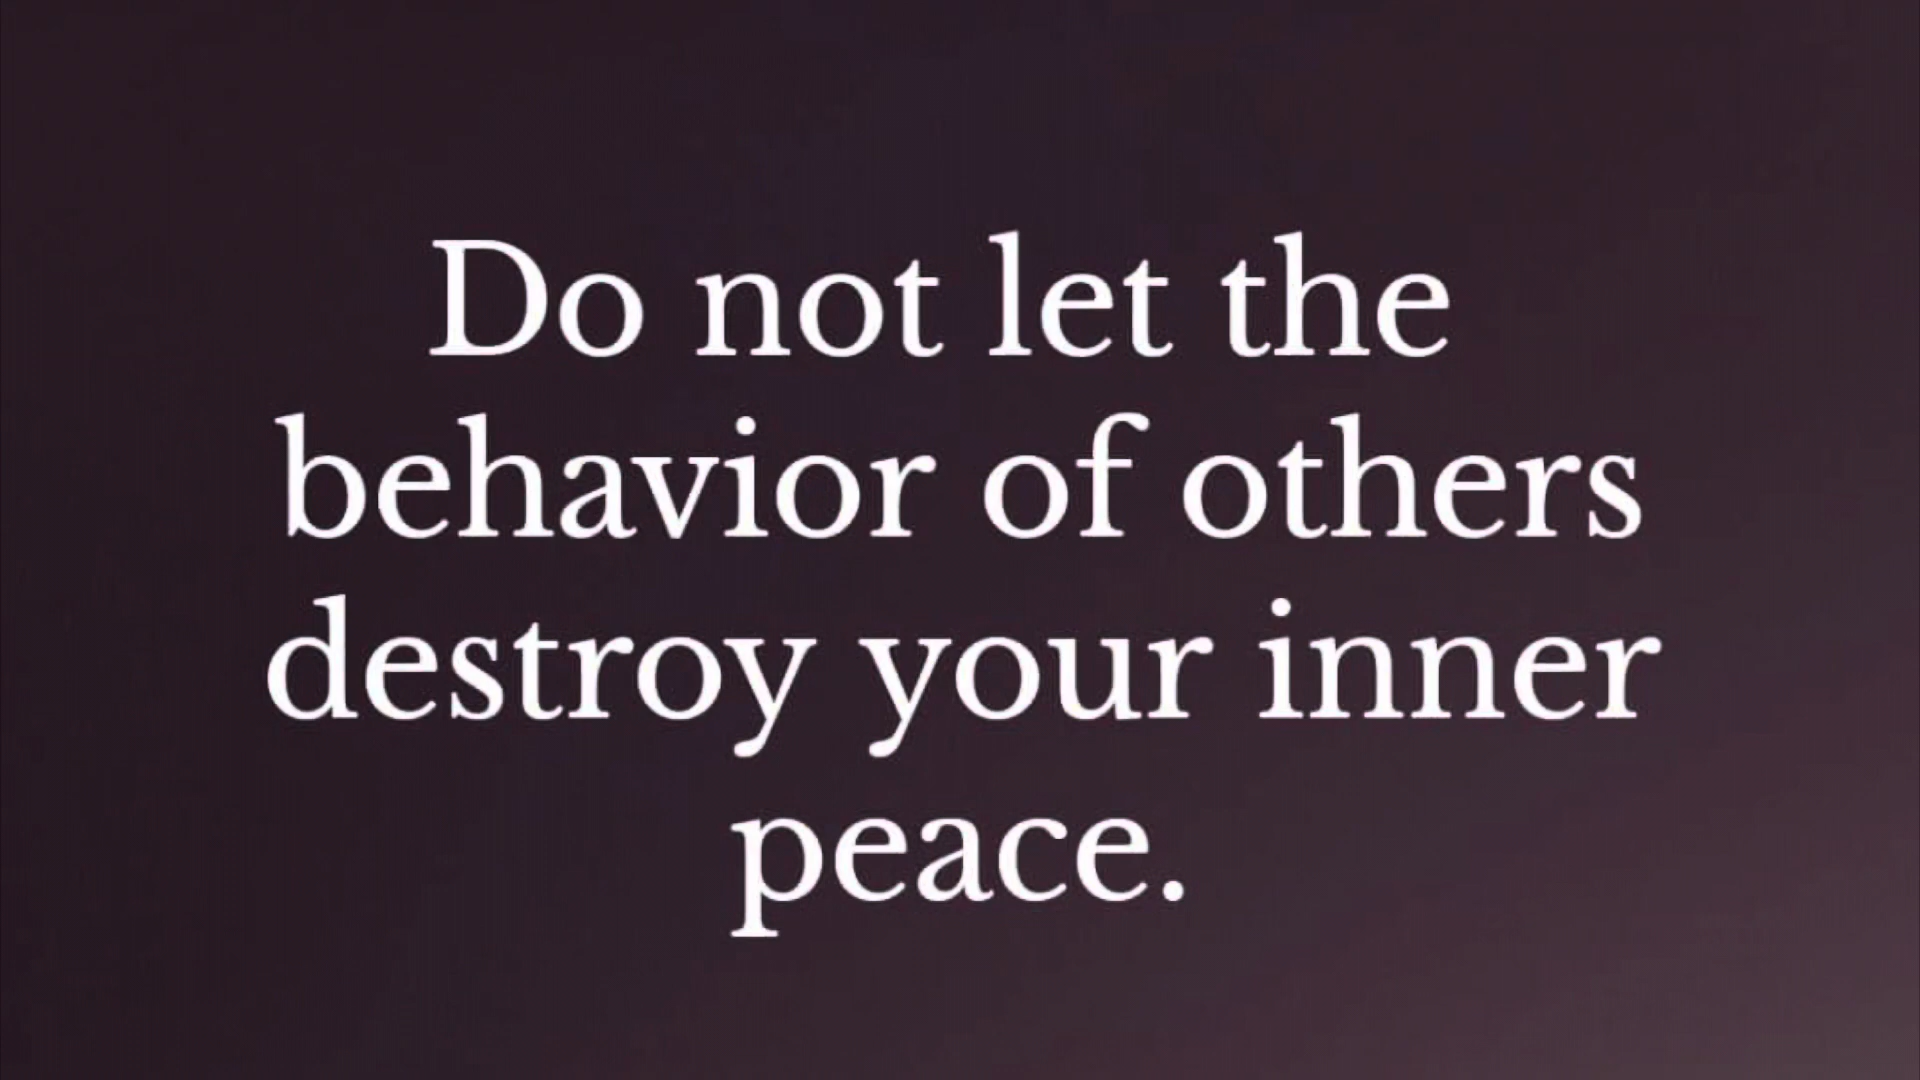 Do not let the
behavior of others
destroy your inner
peace.